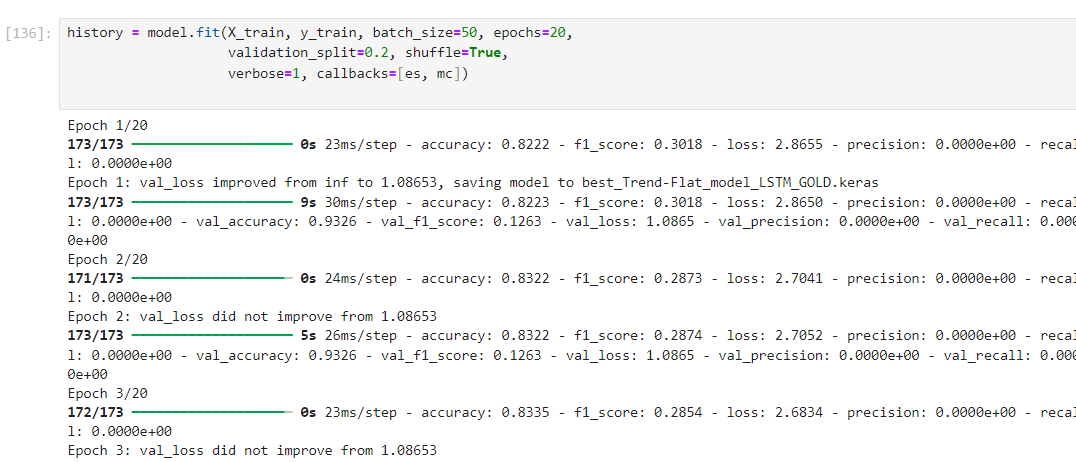 [136]: history = model.fit(X_train, y_train, batch_size=50, epochs=20,
validation_split=0.2, shuffle=True,
verbose=1, callbacks=[es, mc])
Epoch 1/20
173/173 ━━━━━━━━━━━━━━━━━━━━ 0s 23ms/step - accuracy: 0.8222 - f1_score: 0.3018 - loss: 2.8655 - precision: 0.0000e+00 - recal
l: 0.0000e+00
Epoch 1: val_loss improved from inf to 1.08653, saving model to best_Trend-Flat_model_LSTM_GOLD.keras
173/173 ━━━━━━━━━━━━━━━━━━━━ 9s 30ms/step - accuracy: 0.8223 - f1_score: 0.3018 - loss: 2.8650 - precision: 0.0000e+00 - recal
l: 0.0000e+00 - val_accuracy: 0.9326 - val_f1_score: 0.1263 - val_loss: 1.0865 - val_precision: 0.0000e+00 - val_recall: 0.000
0e+00
Epoch 2/20
171/173 ━━━━━━━━━━━━━━━━━━━━ 0s 24ms/step - accuracy: 0.8322 - f1_score: 0.2873 - loss: 2.7041 - precision: 0.0000e+00 - recal
l: 0.0000e+00
Epoch 2: val_loss did not improve from 1.08653
173/173 ━━━━━━━━━━━━━━━━━━━━ 5s 26ms/step - accuracy: 0.8322 - f1_score: 0.2874 - loss: 2.7052 - precision: 0.0000e+00 - recal
l: 0.0000e+00 - val_accuracy: 0.9326 - val_f1_score: 0.1263 - val_loss: 1.0865 - val_precision: 0.0000e+00 - val_recall: 0.000
0e+00
Epoch 3/20
172/173 ━━━━━━━━━━━━━━━━━━━━ 0s 23ms/step - accuracy: 0.8335 - f1_score: 0.2854 - loss: 2.6834 - precision: 0.0000e+00 - recal
l: 0.0000e+00
Epoch 3: val_loss did not improve from 1.08653